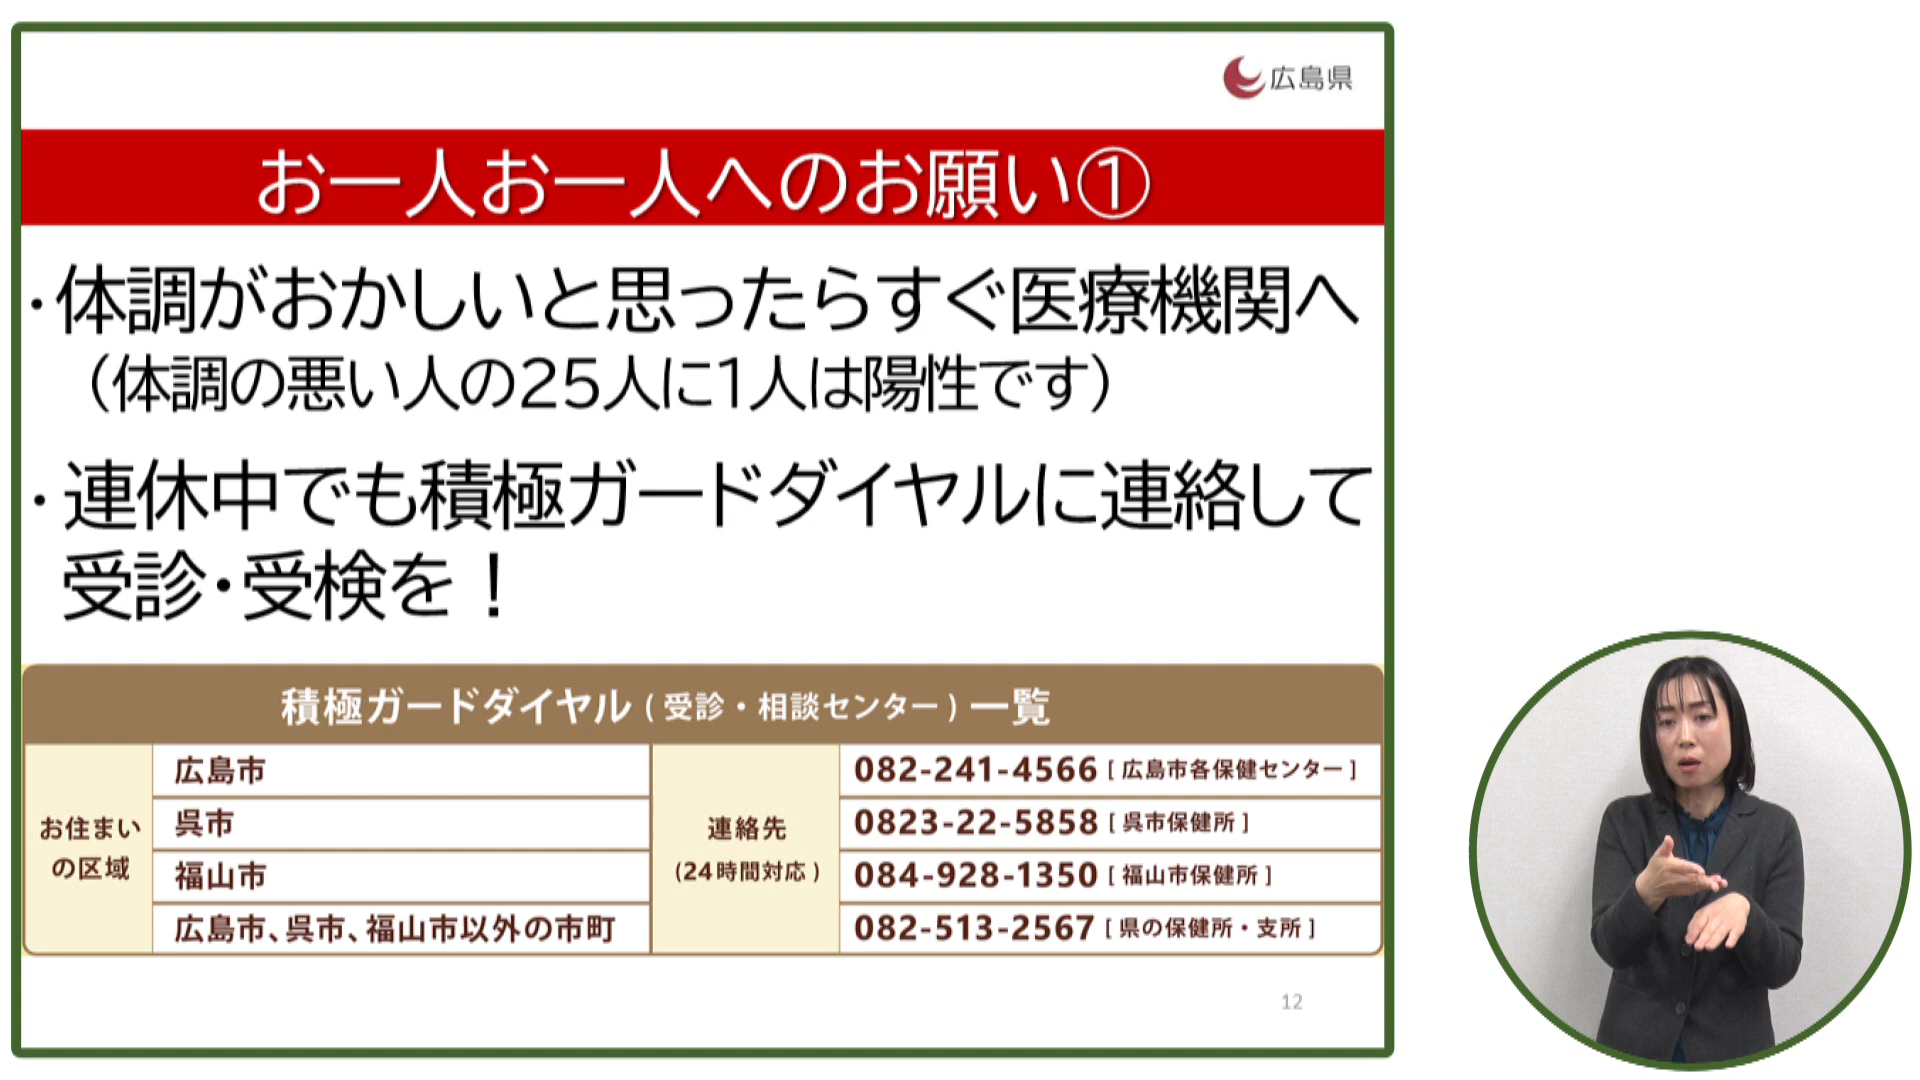 広島県
お一人お一人へのお願い①
・体調がおかしいと思ったらすぐ医療機関へ
（体調の悪い人の25人に1人は陽性です）
・連休中でも積極ガードダイヤルに連絡して
受診・受検を！
積極ガードダイヤル(受診・相談センター)一覧
お住まい
の区域
広島市
呉市
福山市
広島市、呉市、福山市以外の市町
連絡先
(24時間対応)
082-241-4566 [広島市各保健センター]
0823-22-5858 [呉市保健所]
084-928-1350 [福山市保健所]
082-513-2567 [県の保健所・支所]
12